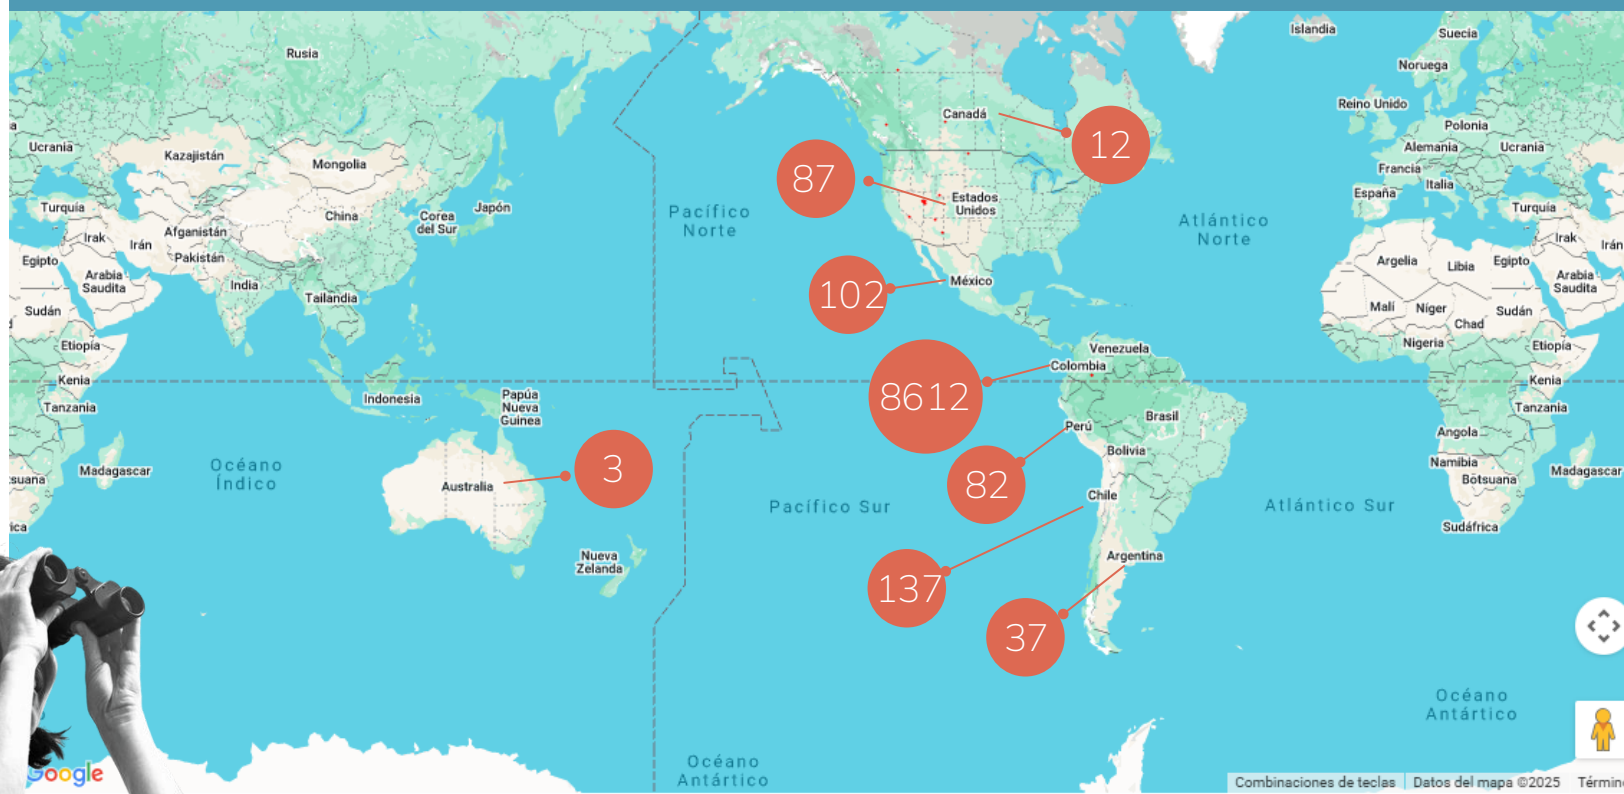 Islandia
Suecia
Rusia
Noruega
Canadá
Reino Unido
12
a
Polonia
Ucrania
Kazajistán
Mongolia
Alemania
Ucrania
Francia
87
España
Italia
Turquía
China
Corea
del Sur
Japón
Pacífico
Norte
Estados
Unidos
Atlántico
Norte
Turquía
Irak
Irán
Afganistán
Pakistán
Irak
Irán
Egipto
Arabia
Saudita
India
México
Argelia
Libia
Egipto
Arabia
Saudita
Sudán
Tailandia
102
Malí
Níger
Chad
Sudán
Etiopía
Venezuela
Nigeria
Etiopía
Colombia
Kenia
Indonesia
Papúa
Nueva
Guinea
8612
Kenia
Tanzania
Brasil
Tanzania
Perú
Angola
Bolivia
Océano
Índico
Madagascar
3
Namibia
Botsuana
Madagascar
suana
Australia
82
Chile
Pacífico Sur
Atlántico Sur
ica
Sudáfrica
Nueva
Zelanda
Argentina
137
37
Océano
Antártico
Google
Océano
Antártico
Combinaciones de teclas
Datos del mapa ©2025
Términ